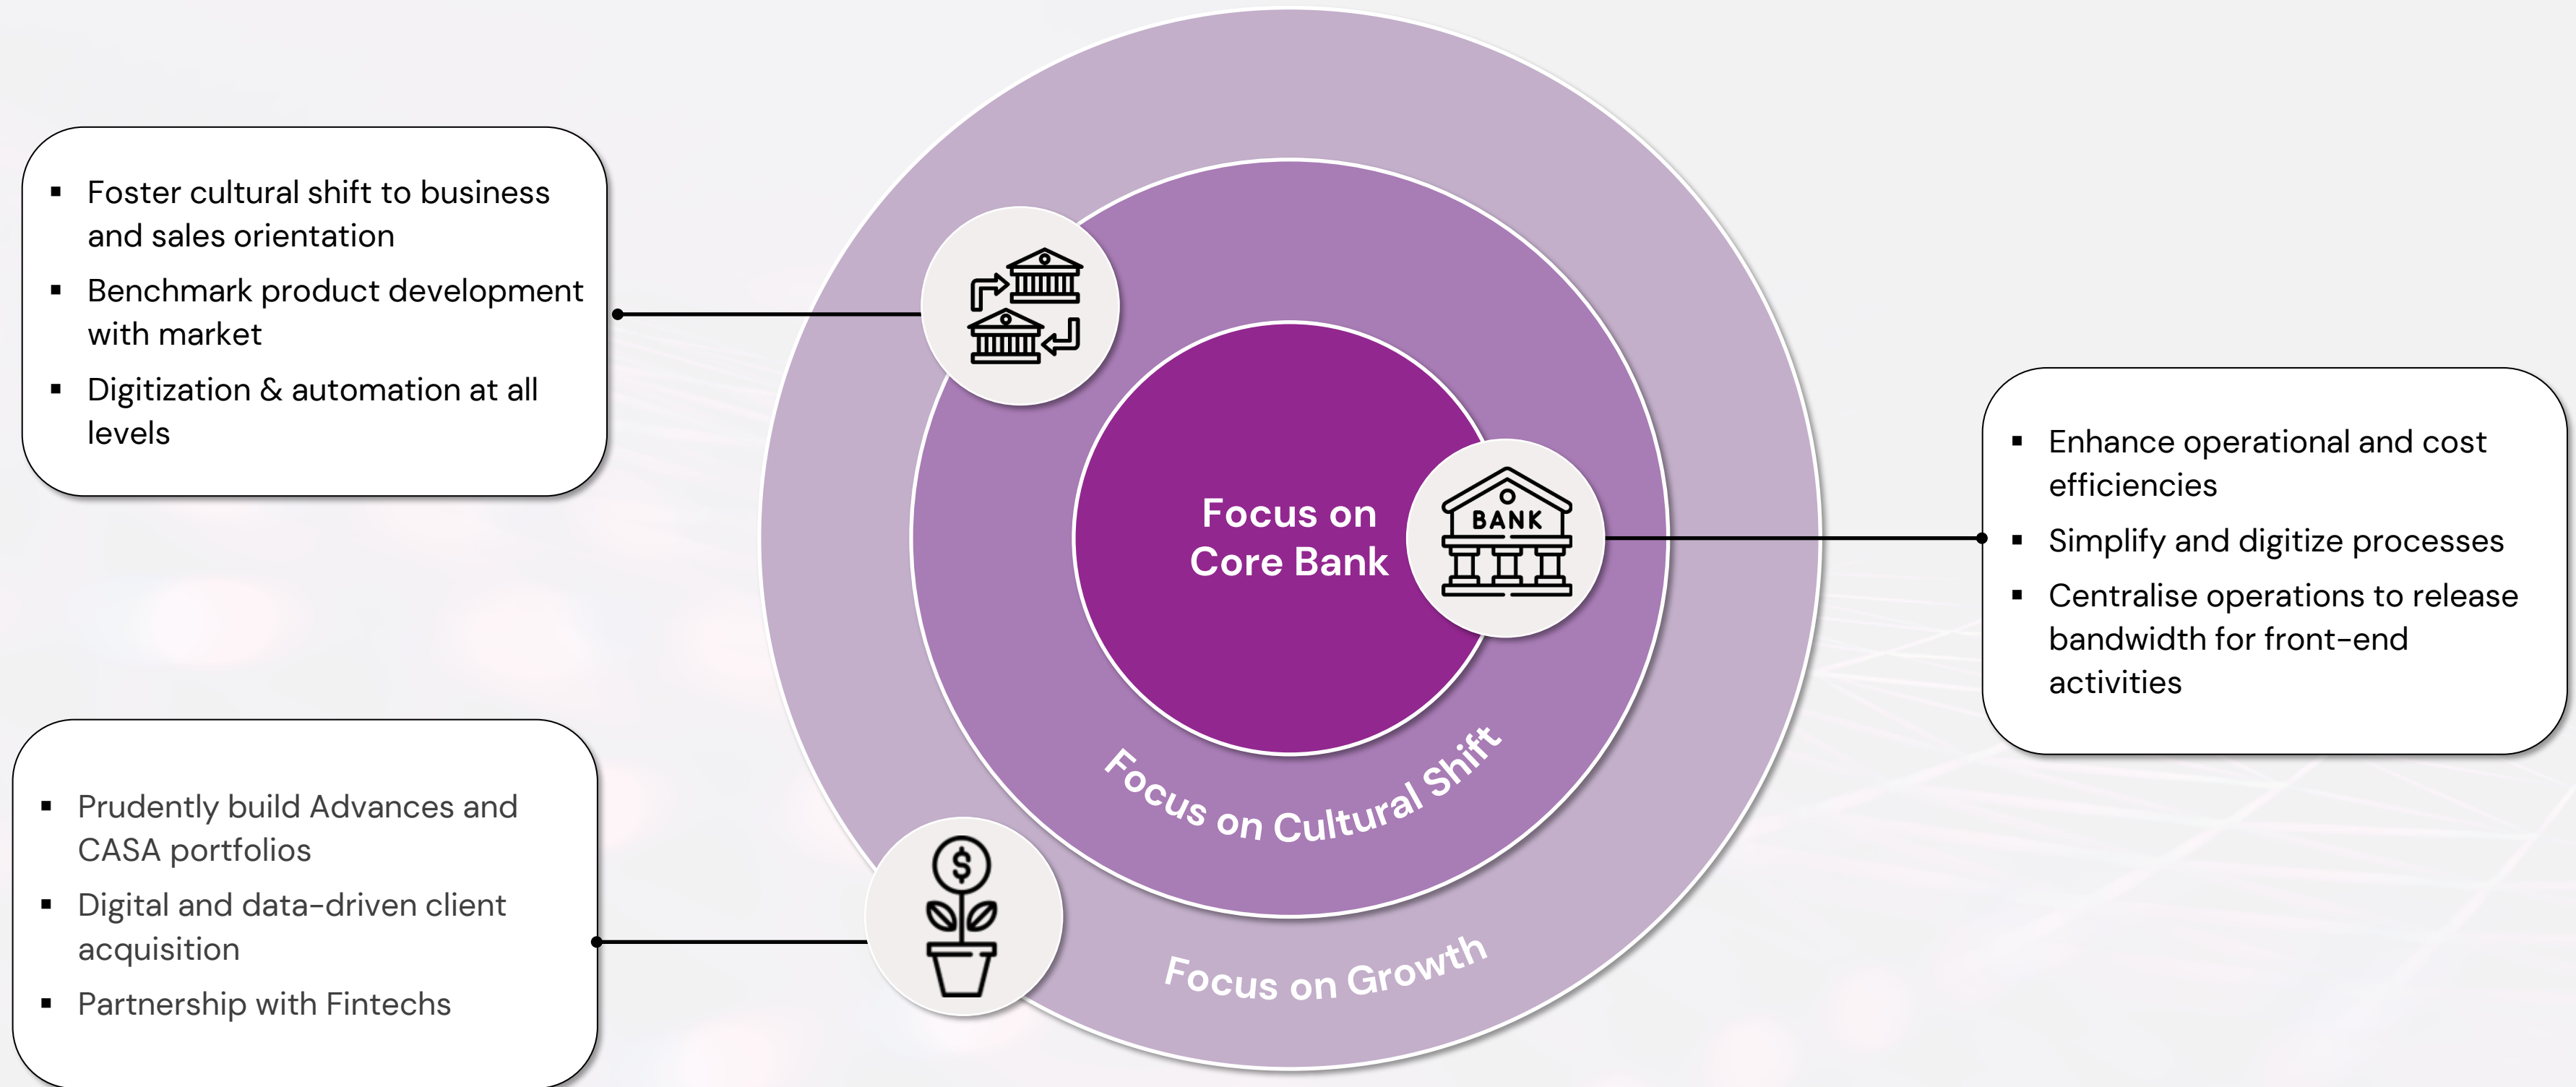 ▪ Foster cultural shift to business
and sales orientation
▪ Benchmark product development
with market
▪ Digitization & automation at all
levels
▪ Prudently build Advances and
CASA portfolios
▪ Digital and data-driven client
acquisition
▪ Partnership with Fintechs
Focus on
Core Bank
BANK
Focus on Cultural Shift
Focus on Growth
$
▪ Enhance operational and cost
efficiencies
▪ Simplify and digitize processes
▪ Centralise operations to release
bandwidth for front-end
activities